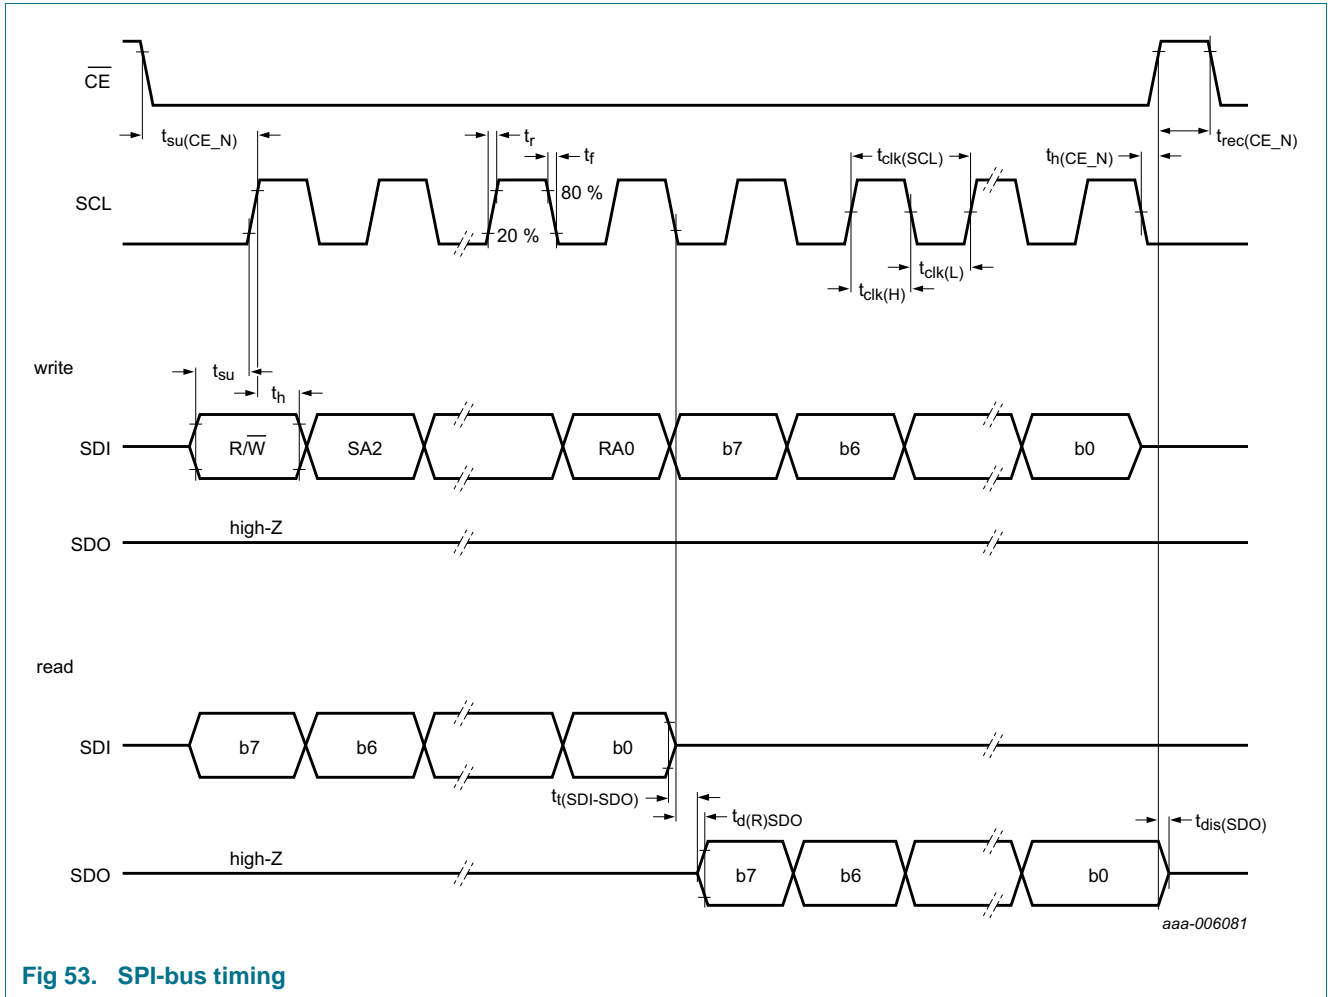 CE
tsu(CE_N)
tr
tf
tclk(SCL)
th(CE_N)
trec(CE_N)
SCL
80 %
20 %
tclk(L)
tclk(H)
write
tsu
th
SDI
R/W
SA2
RA0
b7
b6
b0
high-Z
SDO
read
SDI
b7
b6
b0
tt(SDI-SDO)
td(R)SDO
tdis(SDO)
high-Z
SDO
b7
b6
b0
aaa-006081
Fig 53. SPI-bus timing